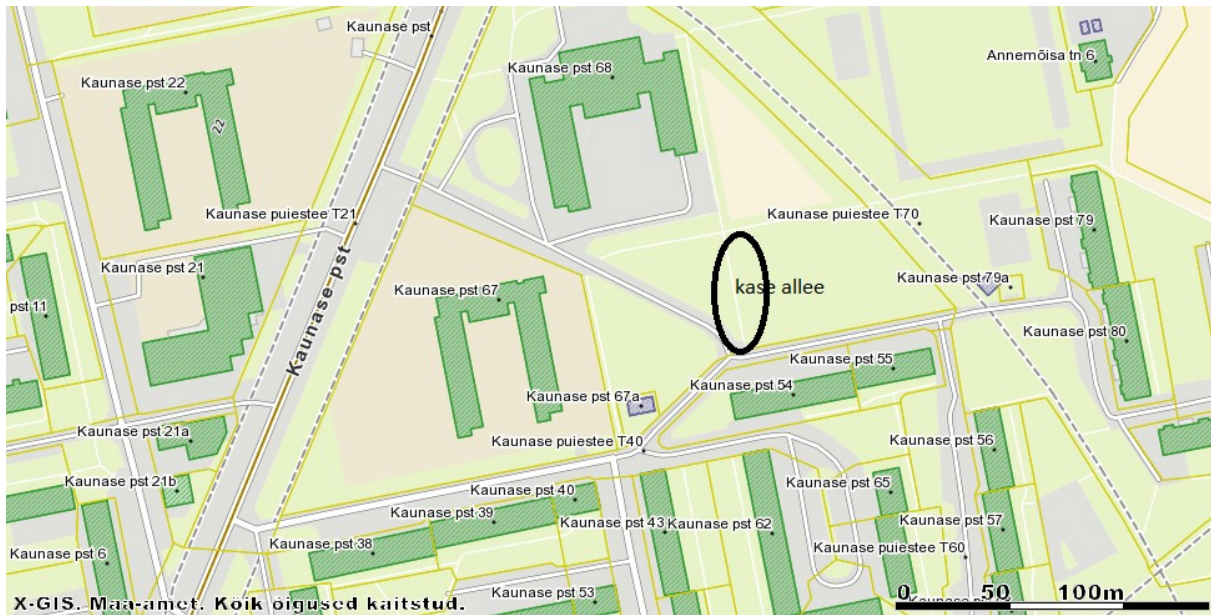 Kaunase pst
Annemõisa tn 6
Kaunase pst 68
Kaunase pst 22
22
Kaunase puiestee T21
Kaunase puiestee T70
Kaunase pst 79
Kaunase pst 21
Kaunase pst
Kaunase pst 67
kase allee
Kaunase pst 79a
pst 11
Kaunase pst 80
Kaunase pst 55
Kaunase pst 54
Kaunase pst 67a
Kaunase pst 21a
Kaunase puiestee T40
Kaunase pst 56
Kaunase pst 21b
Kaunase pst 40
Kaunase pst 65
Kaunase pst 39
Kaunase pst 43
Kaunase pst 62
Kaunase pst 57
Kaunase pst 38
Kaunase pst 6
Kaunase puiestee T60
Kaunase pst 53
0 50 100m
X-GIS. Maa-amet. Kõik õigused kaitstud.